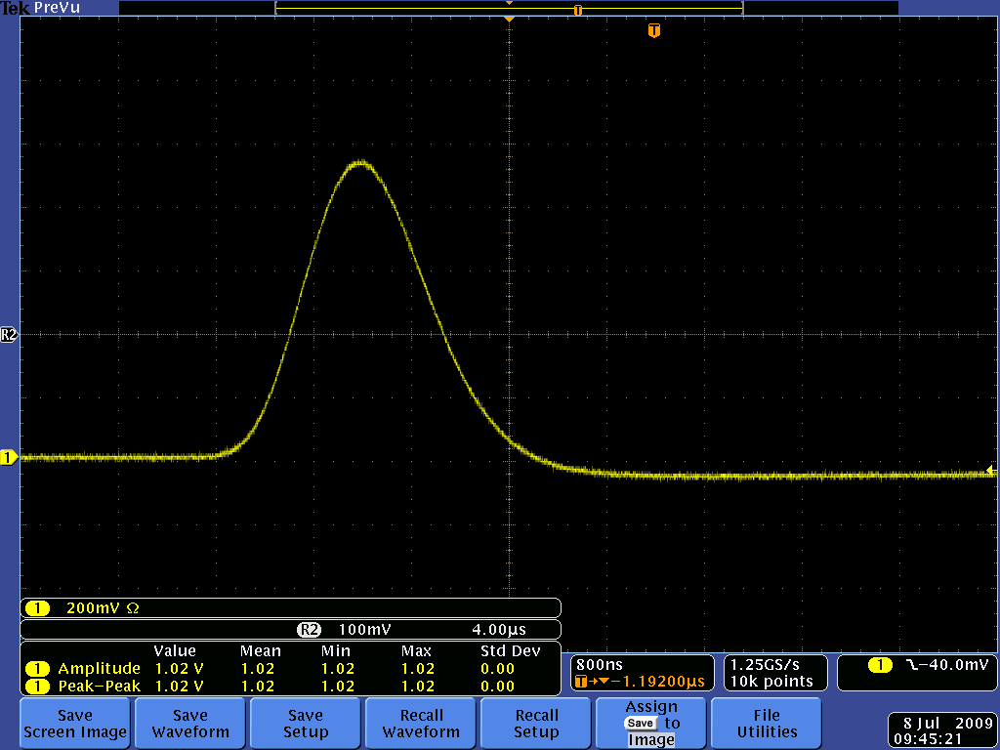 Tek PreVu
T
T
R2
1
1 200mV Ω
R2 100mV 4.00µs
Value Mean Min Max Std Dev
1 Amplitude 1.02 V 1.02 1.02 1.02 0.00
1 Peak-Peak 1.02 V 1.02 1.02 1.02 0.00
800ns
T→▼-1.19200µs
1.25GS/s
10k points
1 -40.0mV
Save
Screen Image
Save
Waveform
Save
Setup
Recall
Waveform
Recall
Setup
Assign
Save to
Image
File
Utilities
8 Jul 2009
09:45:21